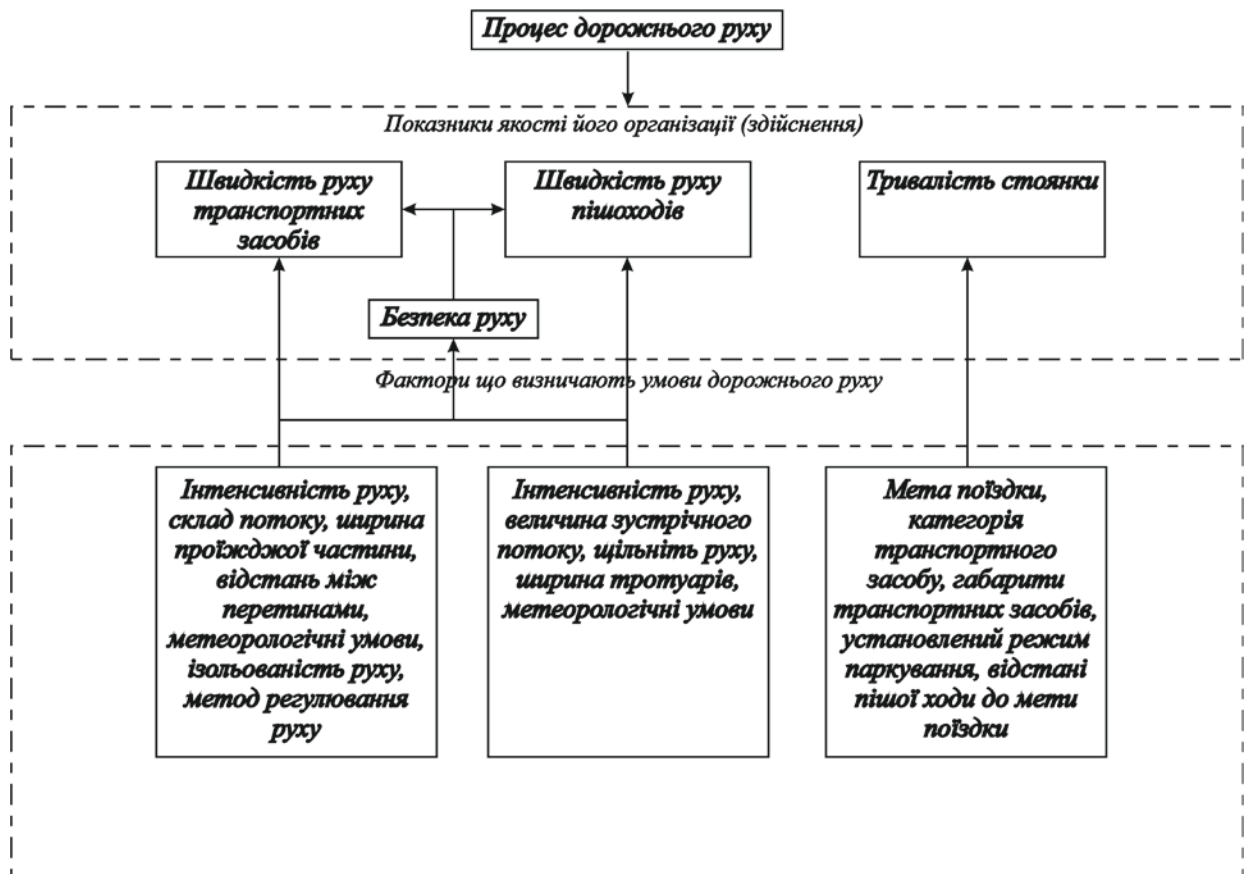 Процес дорожнього руху
Показники якості його організації (здійснення)
Швидкість руху
транспортних
засобів
Швидкість руху
пішоходів
Тривалість стоянки
Безпека руху
Фактори що визничають умови дорожнього руху
Інтенсивність руху,
склад потоку, ширина
проїжджої частини,
відстань між
перетинами,
метеорологічні умови,
ізольованість руху,
метод регулювання
руху
Інтенсивність руху,
величина зустрічного
потоку, щільніть руху,
ширина тротуарів,
метеорологічні умови
Мета поїздки,
категорія
транспортного
засобу, габарити
транспортних засобів,
установлений режим
паркування, відстані
пішої ходи до мети
поїздки